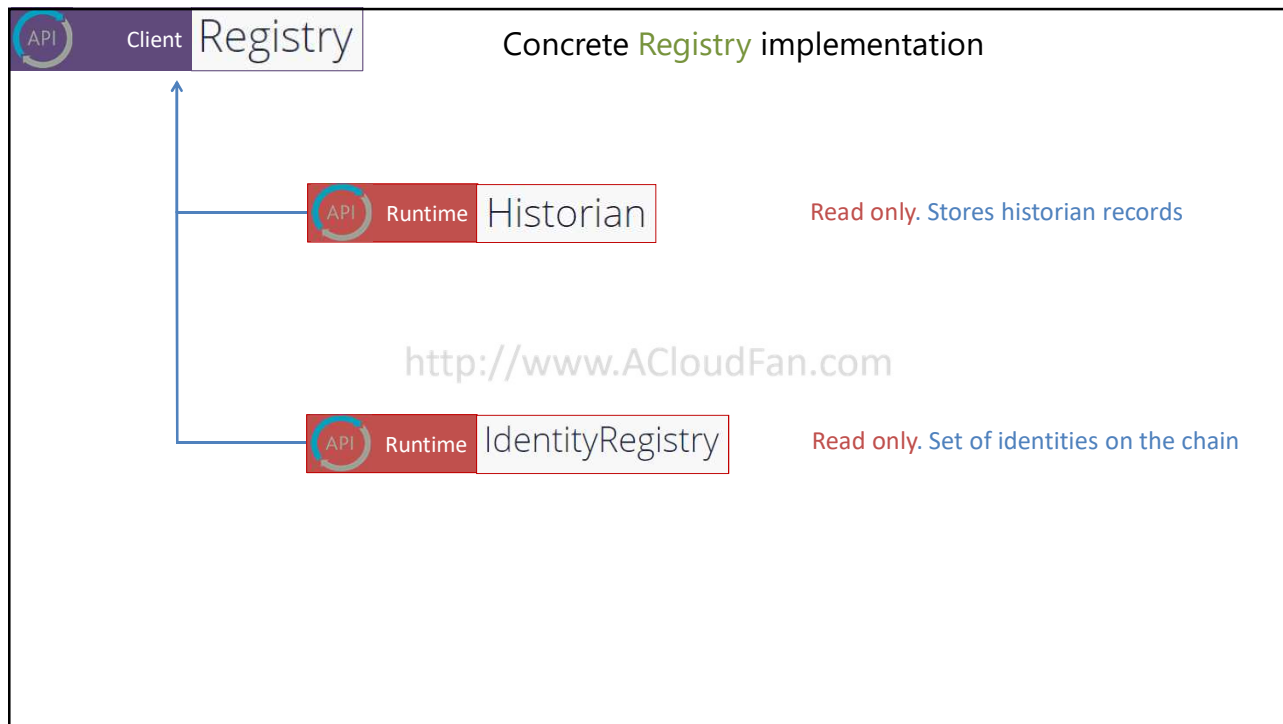 API Client Registry
Concrete Registry implementation
API Runtime Historian
Read only. Stores historian records
http://www.ACloudFan.com
API Runtime IdentityRegistry
Read only. Set of identities on the chain